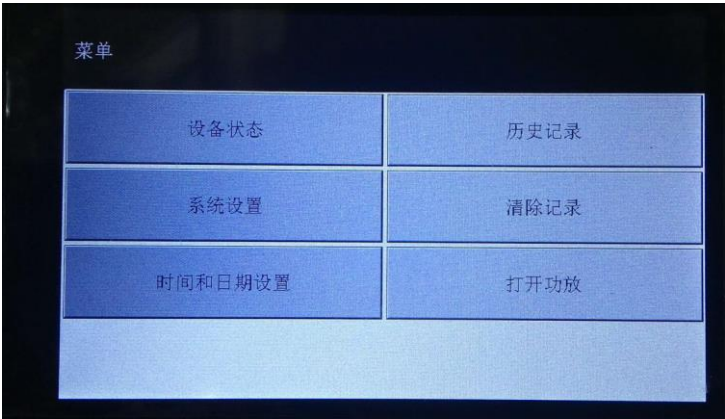 菜单
设备状态
历史记录
系统设置
清除记录
时间和日期设置
打开功放